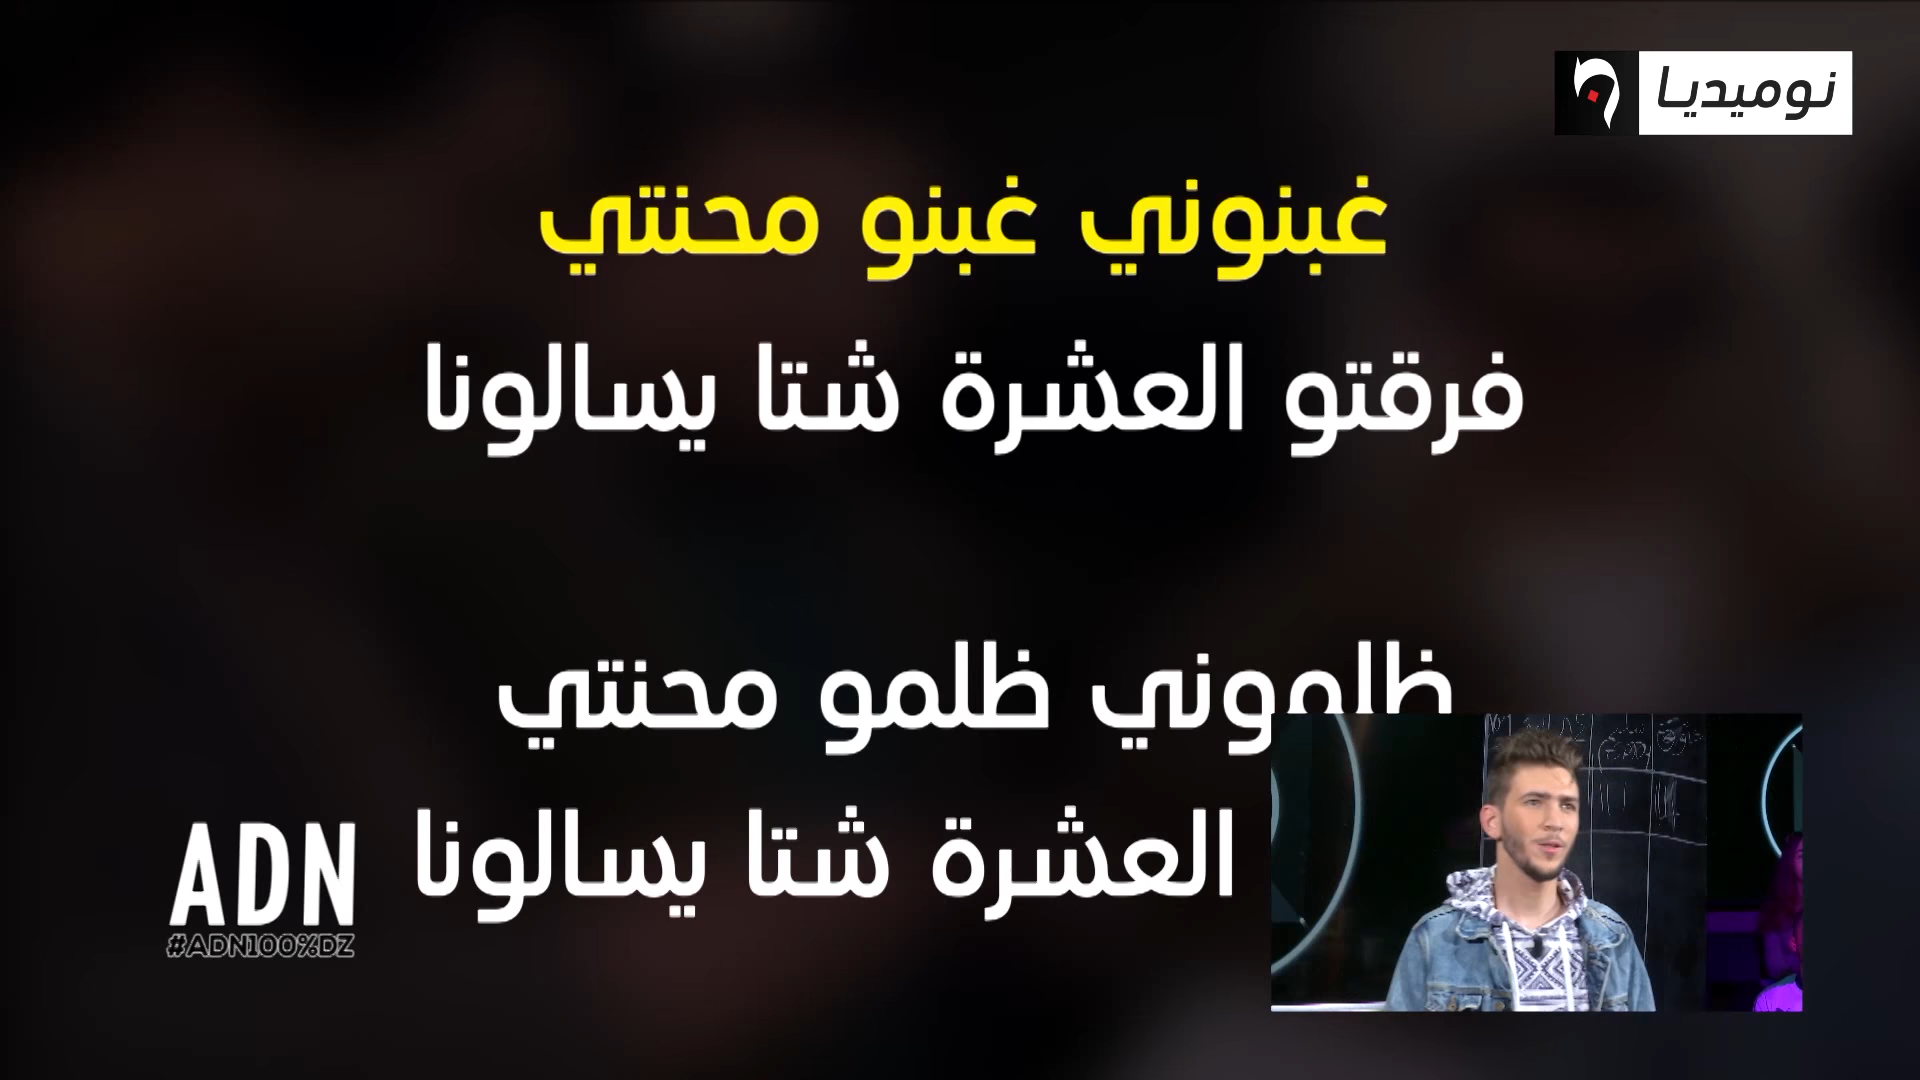 نوميديا
غبنوني غبنو محنتي
فرقتو العشرة شتا يسالونا
ظلموني ظلمو محنتي
العشرة شتا يسالونا
ADN
#ADN100%DZ